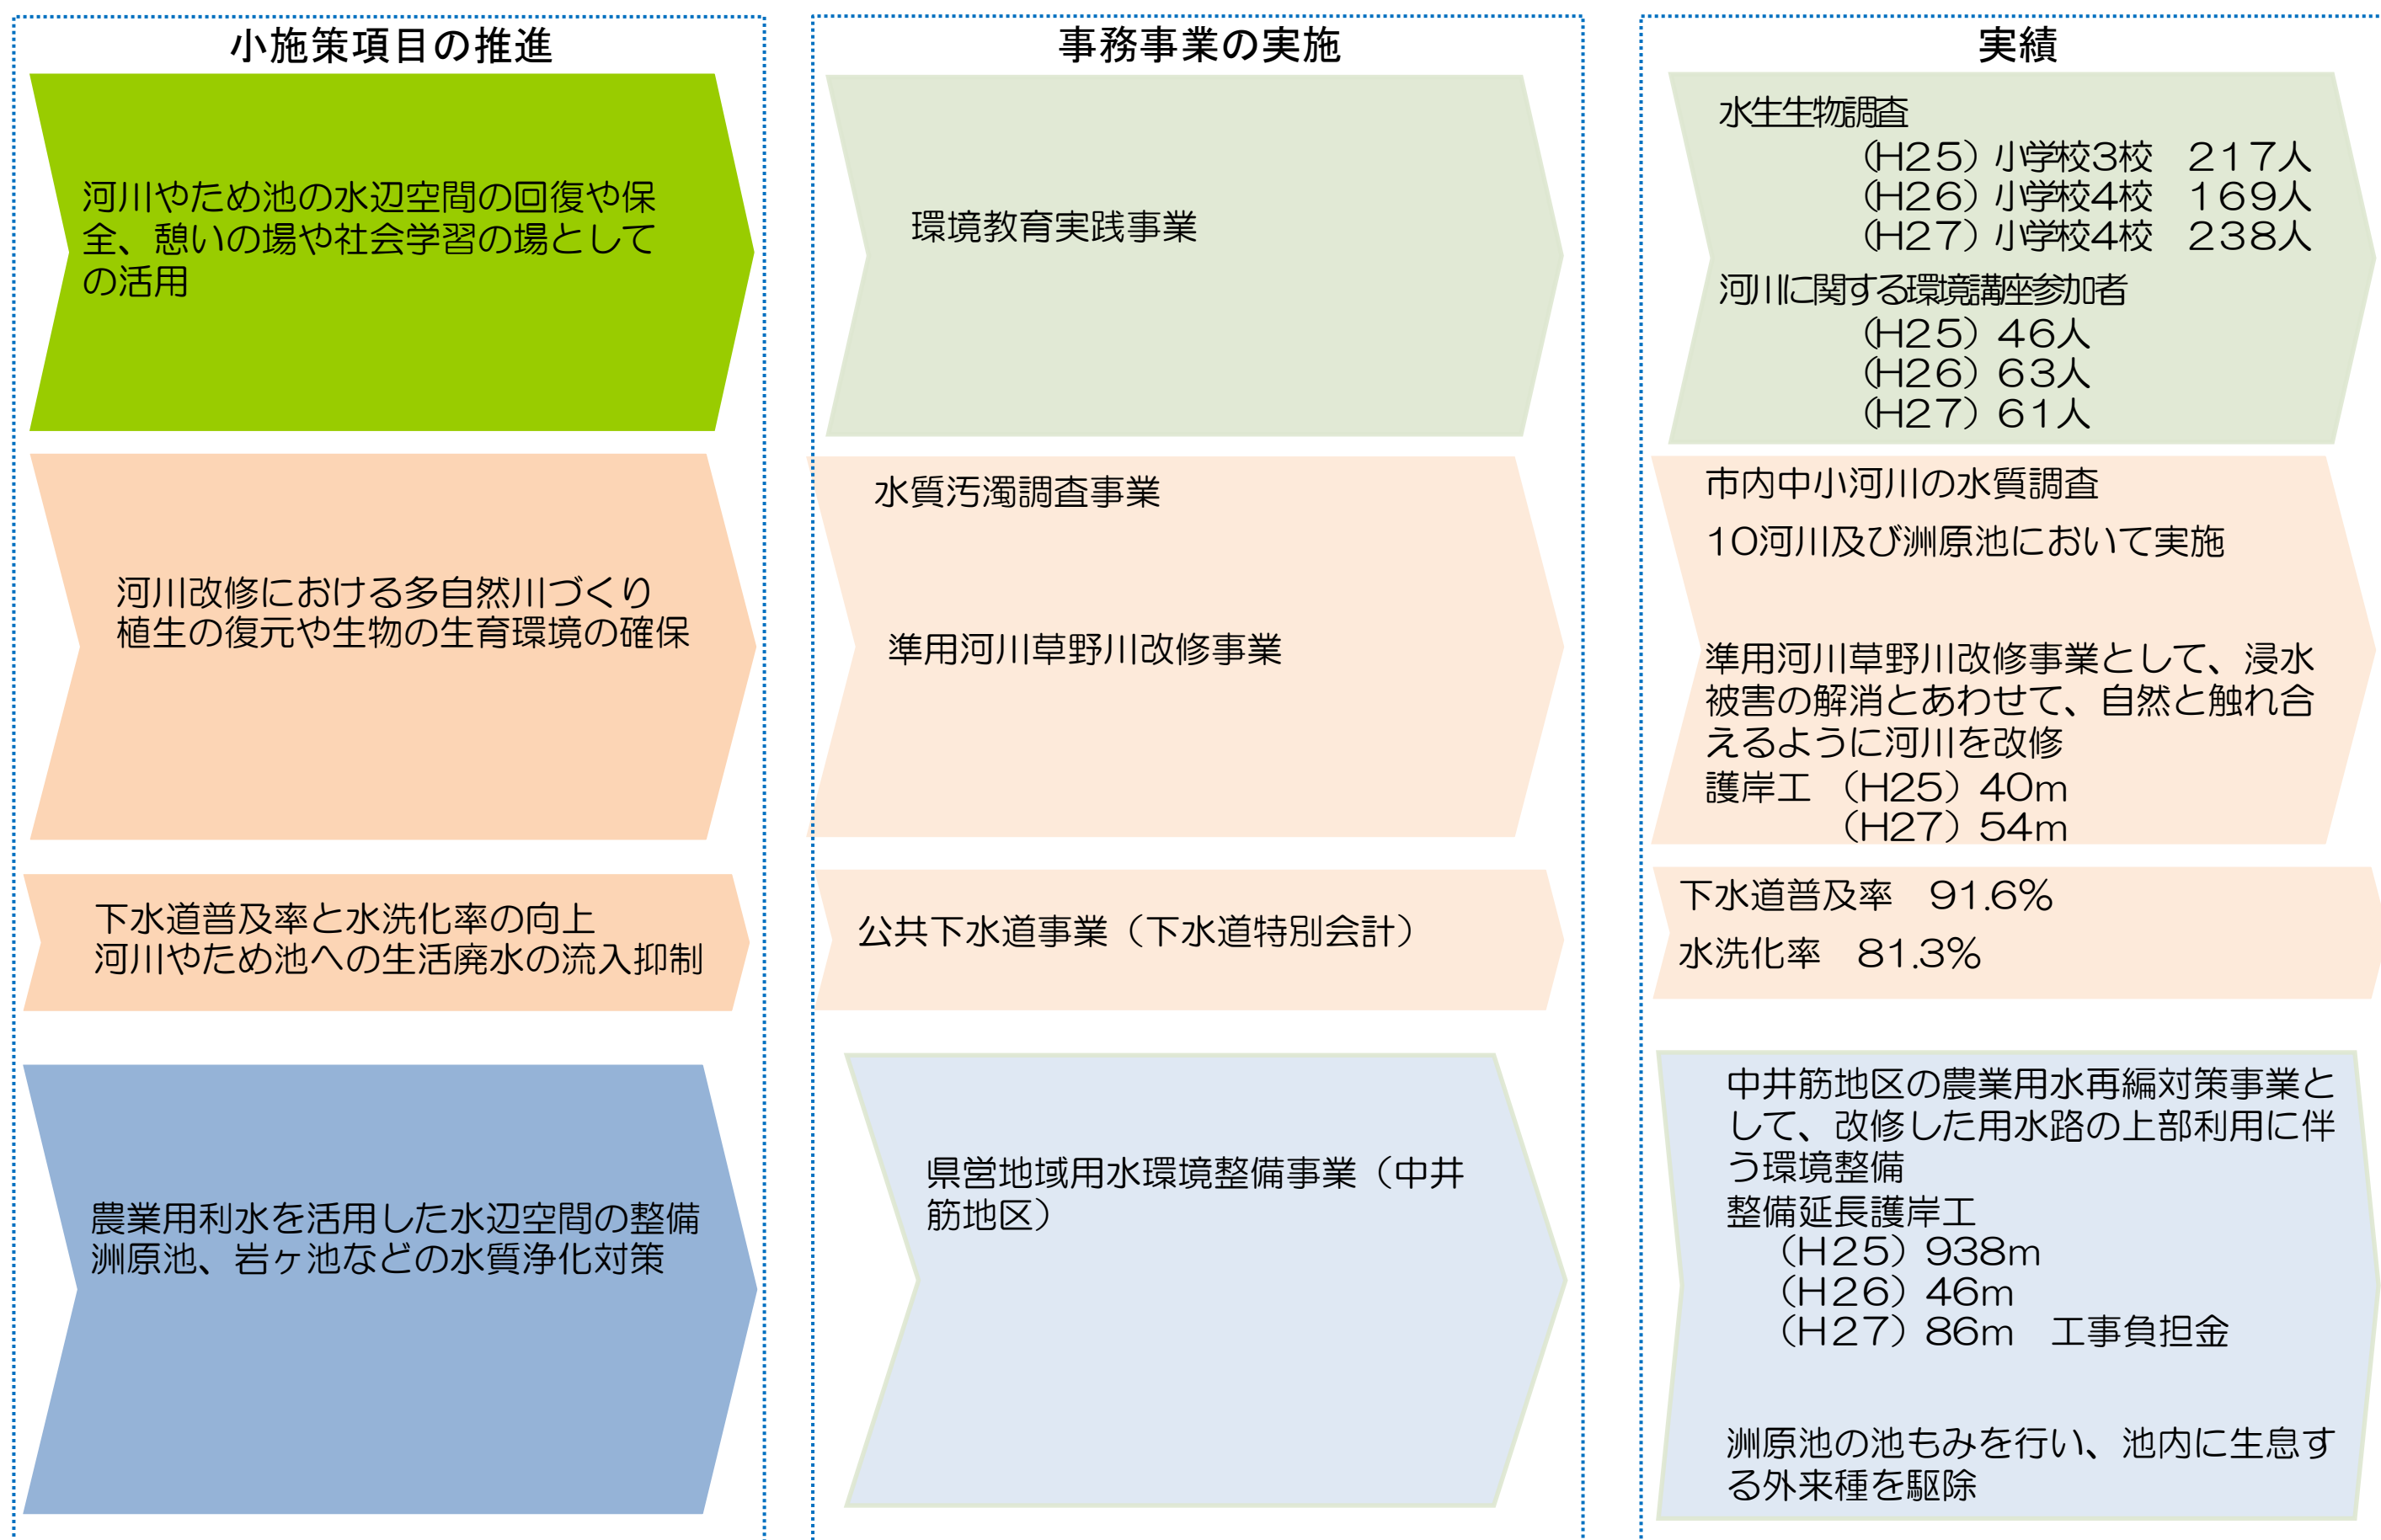 小施策項目の推進
河川やため池の水辺空間の回復や保
全、憩いの場や社会学習の場として
の活用
河川改修における多自然川づくり
植生の復元や生物の生育環境の確保
下水道普及率と水洗化率の向上
河川やため池への生活廃水の流入抑制
農業用利水を活用した水辺空間の整備
洲原池、岩ヶ池などの水質浄化対策
事務事業の実施
環境教育実践事業
水質汚濁調査事業
準用河川草野川改修事業
公共下水道事業（下水道特別会計）
県営地域用水環境整備事業（中井
筋地区）
実績
水生生物調査
（H25）小学校3校　217人
（H26）小学校4校　169人
（H27）小学校4校　238人
河川に関する環境講座参加者
（H25）46人
（H26）63人
（H27）61人
市内中小河川の水質調査
10河川及び洲原池において実施
準用河川草野川改修事業として、浸水
被害の解消とあわせて、自然と触れ合
えるように河川を改修
護岸工　（H25）40m
（H27）54m
下水道普及率　91.6%
水洗化率　81.3%
中井筋地区の農業用水再編対策事業と
して、改修した用水路の上部利用に伴
う環境整備
整備延長護岸工
（H25）938m
（H26）46m
（H27）86m　工事負担金
洲原池の池もみを行い、池内に生息す
る外来種を駆除